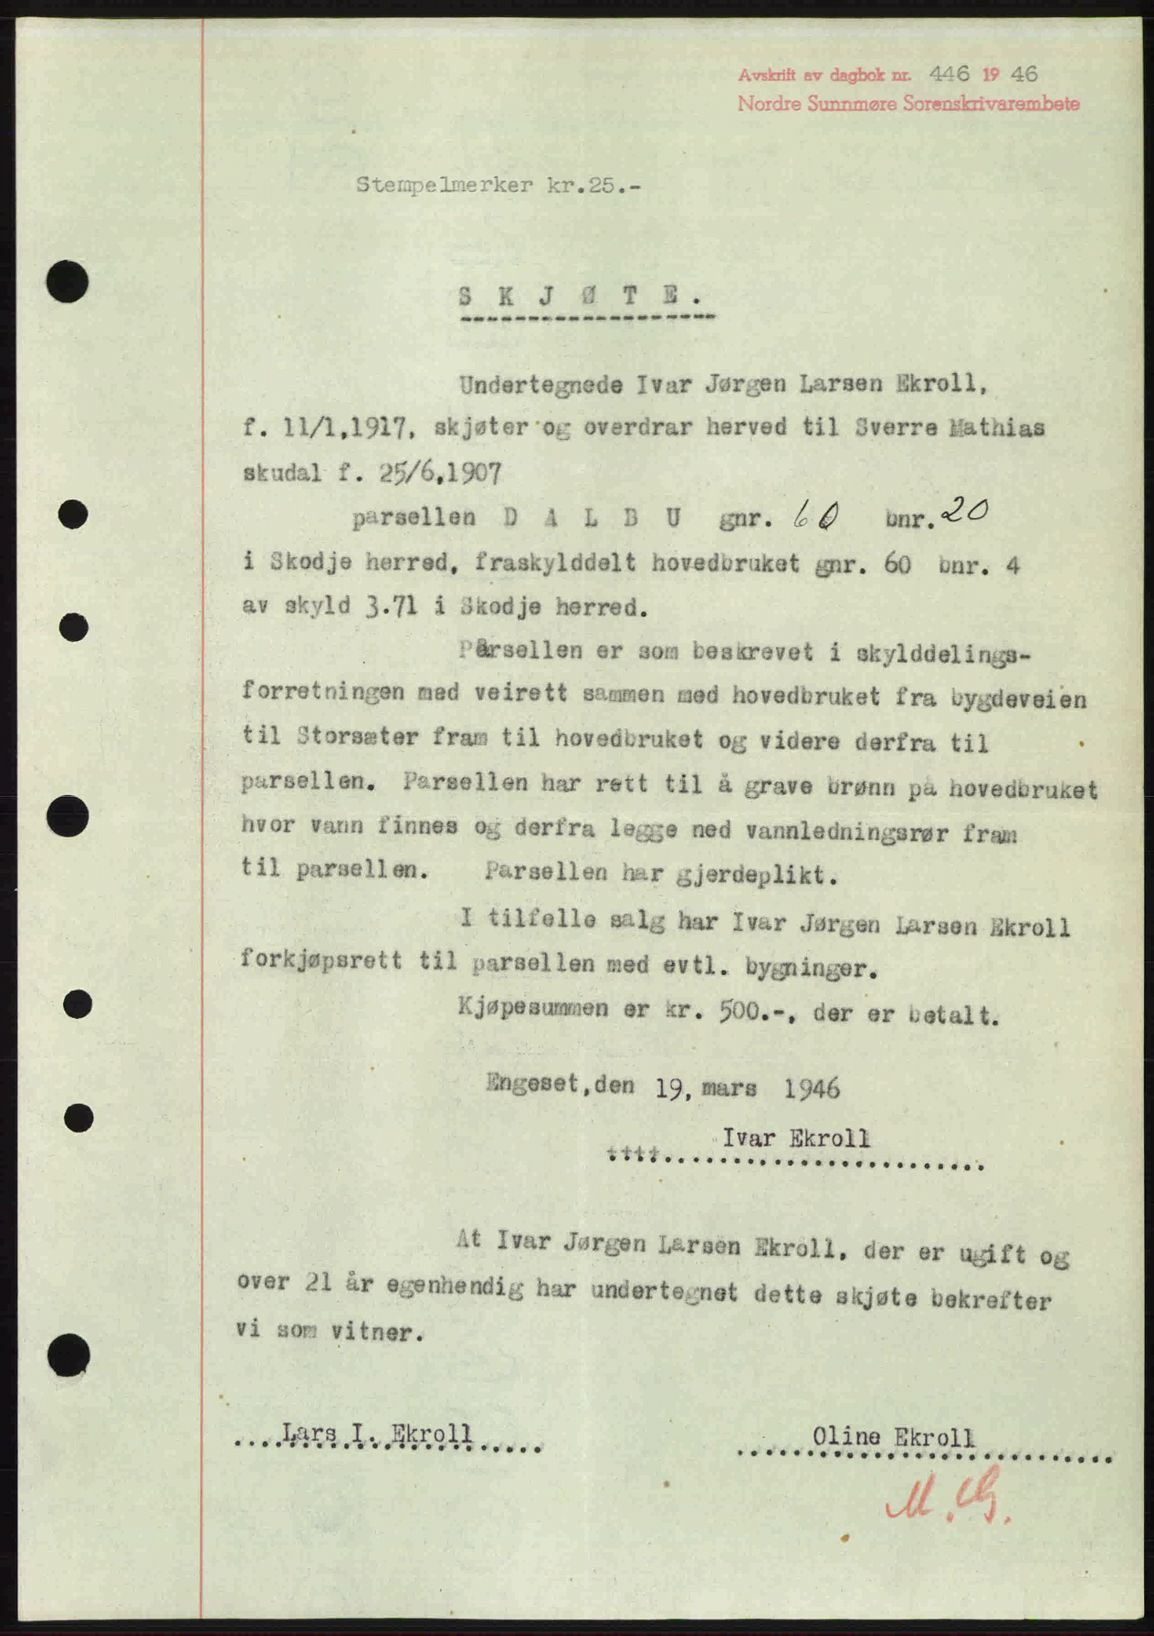 Avskrift av dagbok nr. 446 1946
Nordre Sunnmøre Sorenskrivarembete
Stempelmerker kr.25.-
S K J Ø T E .
Undertegnede Ivar Jørgen Larsen Ekroll,
f. 11/1,1917, skjøter og overdrar herved til Sverre Mathias
skudal f. 25/6,1907
parsellen D A L B U gnr. 60 bnr. 20
i Skodje herred, fraskylddelt hovedbruket gnr. 60 bnr. 4
av skyld 3.71 i Skodje herred.
Parsellen er som beskrevet i skylddelings-
forretningen med veirett sammen med hovedbruket fra bygdeveien
til Storsæter fram til hovedbruket og videre derfra til
parsellen. Parsellen har rett til å grave brønn på hovedbruket
hvor vann finnes og derfra legge ned vannledningsrør fram
til parsellen. Parsellen har gjerdeplikt.
I tilfelle salg har Ivar Jørgen Larsen Ekroll
forkjøpsrett til parsellen med evtl. bygninger.
Kjøpesummen er kr. 500.-, der er betalt.
Engeset,den 19, mars 1946
Ivar Ekroll
At Ivar Jørgen Larsen Ekroll, der er ugift og
over 21 år egenhendig har undertegnet dette skjøte bekrefter
vi som vitner.
Lars I. Ekroll Oline Ekroll
M.G.